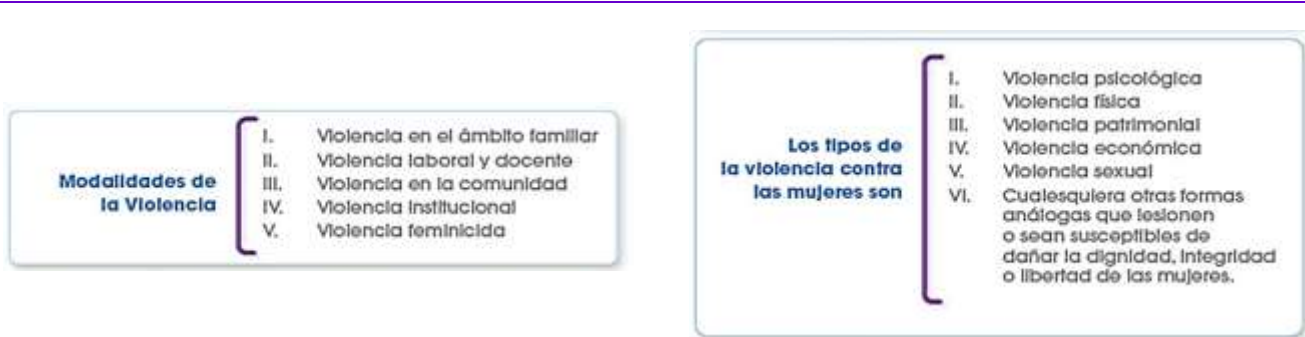 Modalidades de
la Violencia
I. Violencia en el ámbito familiar
II. Violencia laboral y docente
III. Violencia en la comunidad
IV. Violencia institucional
V. Violencia feminicida
Los tipos de
la violencia contra
las mujeres son
I. Violencia psicológica
II. Violencia física
III. Violencia patrimonial
IV. Violencia económica
V. Violencia sexual
VI. Cualesquiera otras formas
análogas que lesionen
o sean susceptibles de
dañar la dignidad, integridad
o libertad de las mujeres.